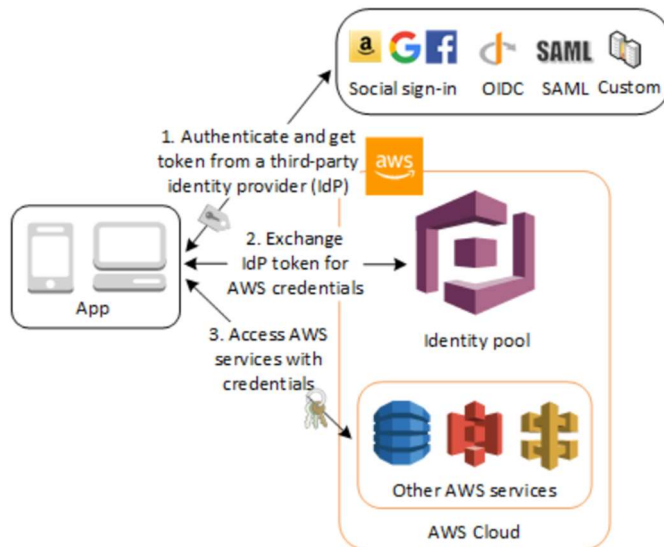 a
G
f
SAML
Social sign-in OIDC SAML Custom
1. Authenticate and get
token from a third-party
identity provider (IdP)
aws
2. Exchange
IdP token for
AWS credentials
App
Identity pool
3. Access AWS
services with
credentials
Other AWS services
AWS Cloud